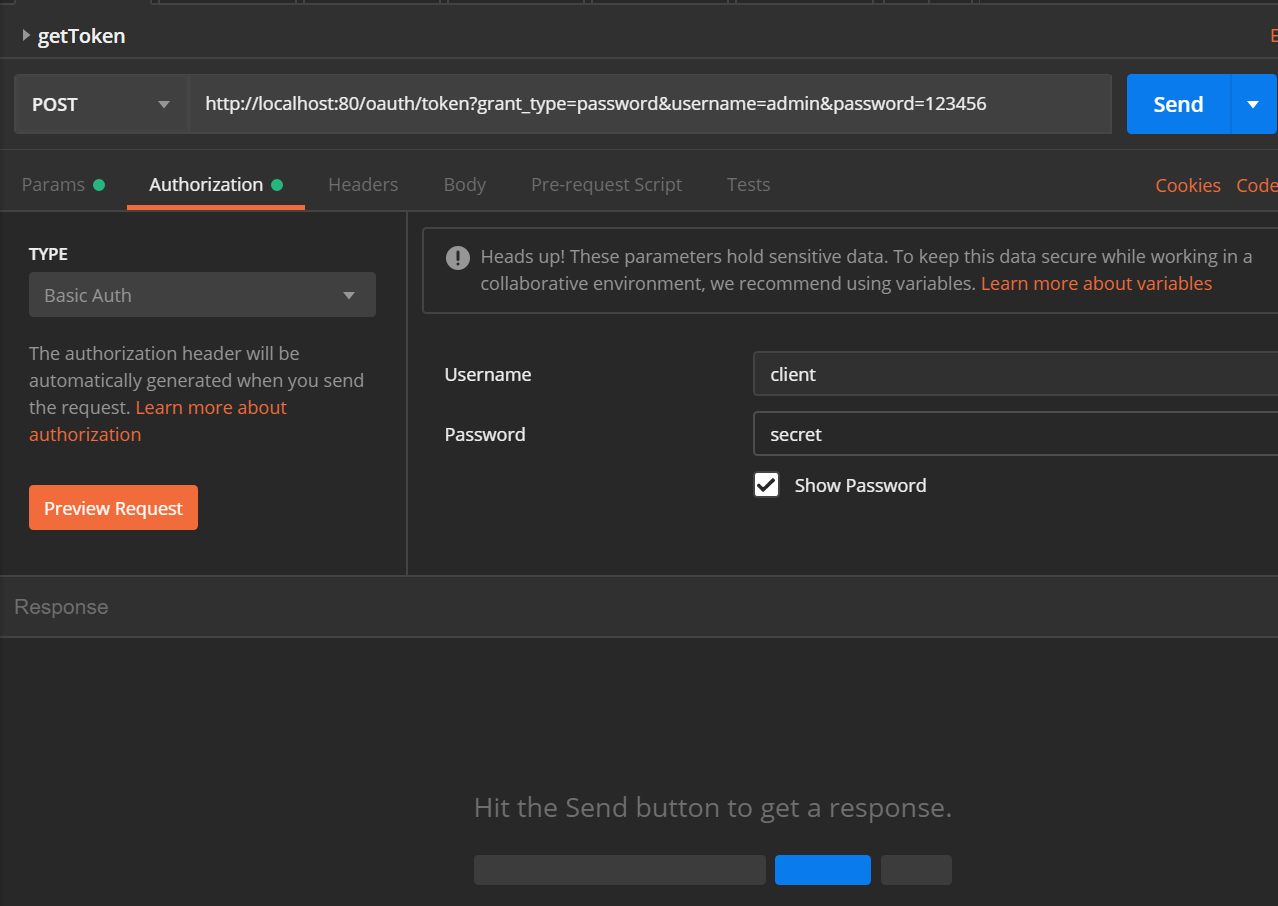 getToken
POST
http://localhost:80/oauth/token?grant_type=password&username=admin&password=123456
Send
Params
Authorization
Headers
Body
Pre-request Script
Tests
Cookies
Code
TYPE
Basic Auth
The authorization header will be
automatically generated when you send
the request. Learn more about
authorization
Preview Request
Heads up! These parameters hold sensitive data. To keep this data secure while working in a
collaborative environment, we recommend using variables. Learn more about variables
Username
client
Password
secret
Show Password
Response
Hit the Send button to get a response.